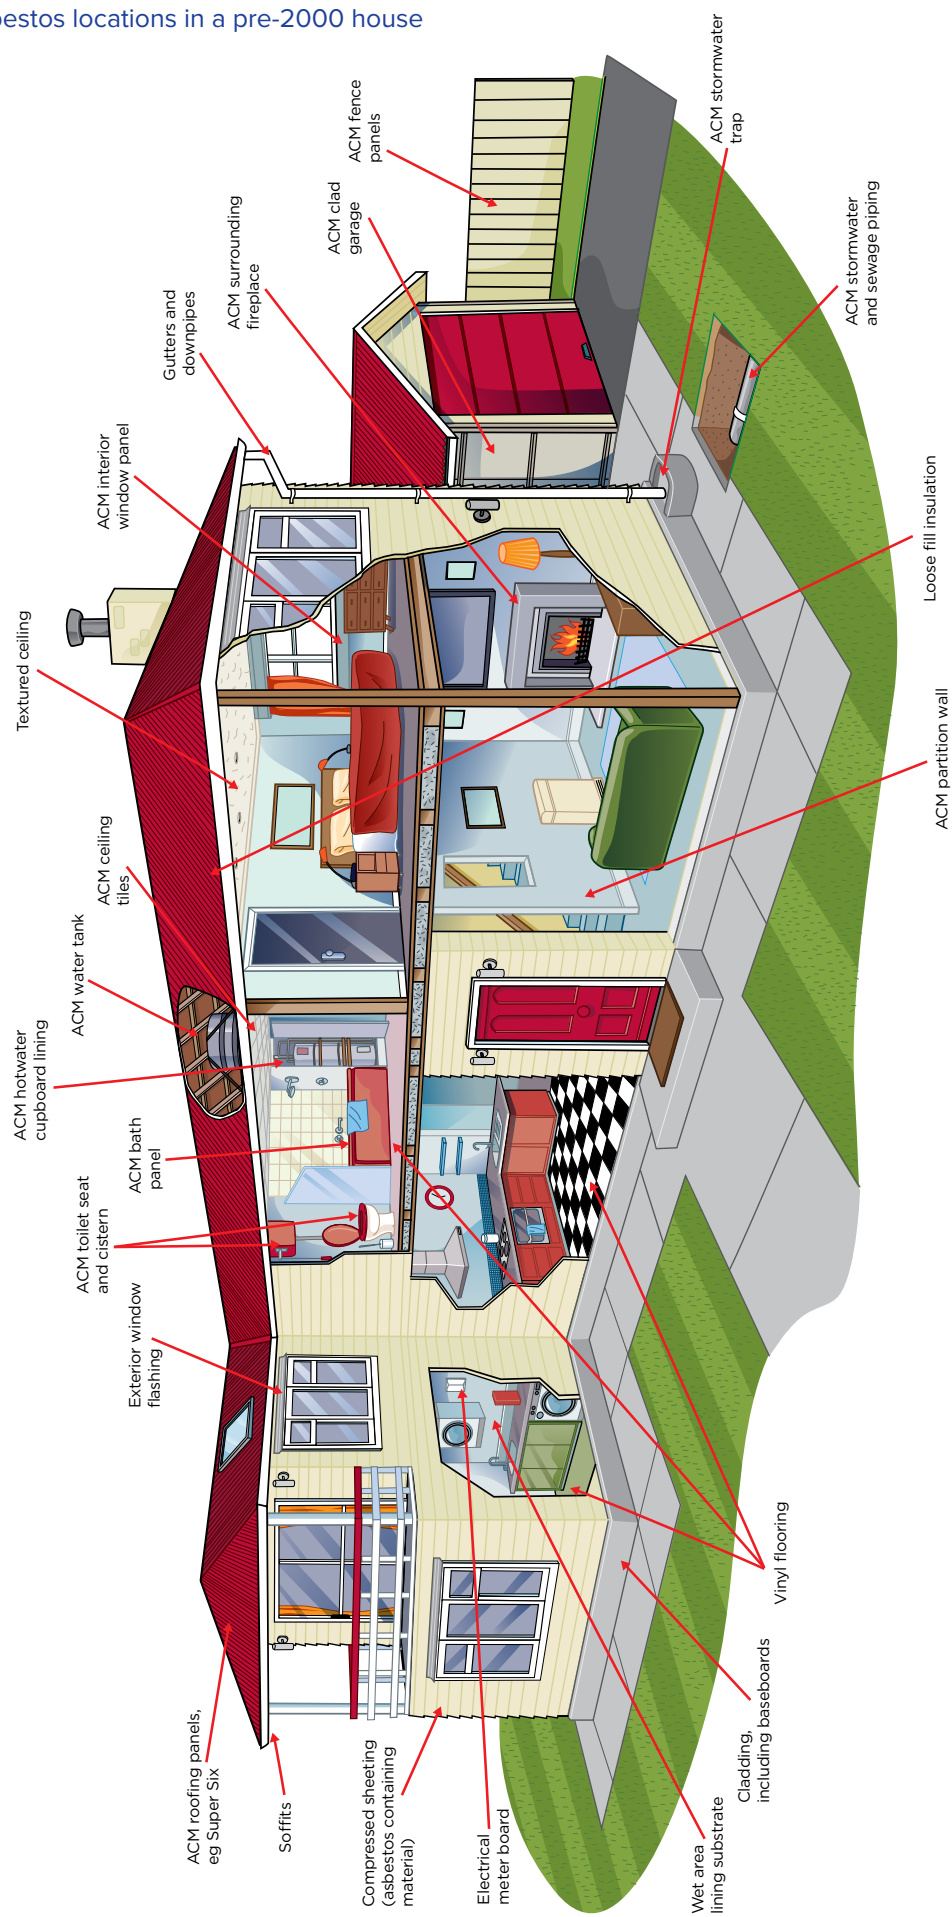 estos locations in a pre-2000 house
ACM roofing panels,
eg Super Six
Soffits
Compressed sheeting
(asbestos containing
material)
Electrical
meter board
Wet area
lining substrate
Cladding,
including baseboards
Vinyl flooring
Exterior window
flashing
ACM toilet seat
and cistern
ACM bath
panel
ACM hotwater
cupboard lining
ACM water tank
ACM ceiling
tiles
Textured ceiling
ACM interior
window panel
Gutters and
downpipes
ACM surrounding
fireplace
ACM clad
garage
ACM fence
panels
ACM stormwater
trap
ACM stormwater
and sewage piping
Loose fill insulation
ACM partition wall